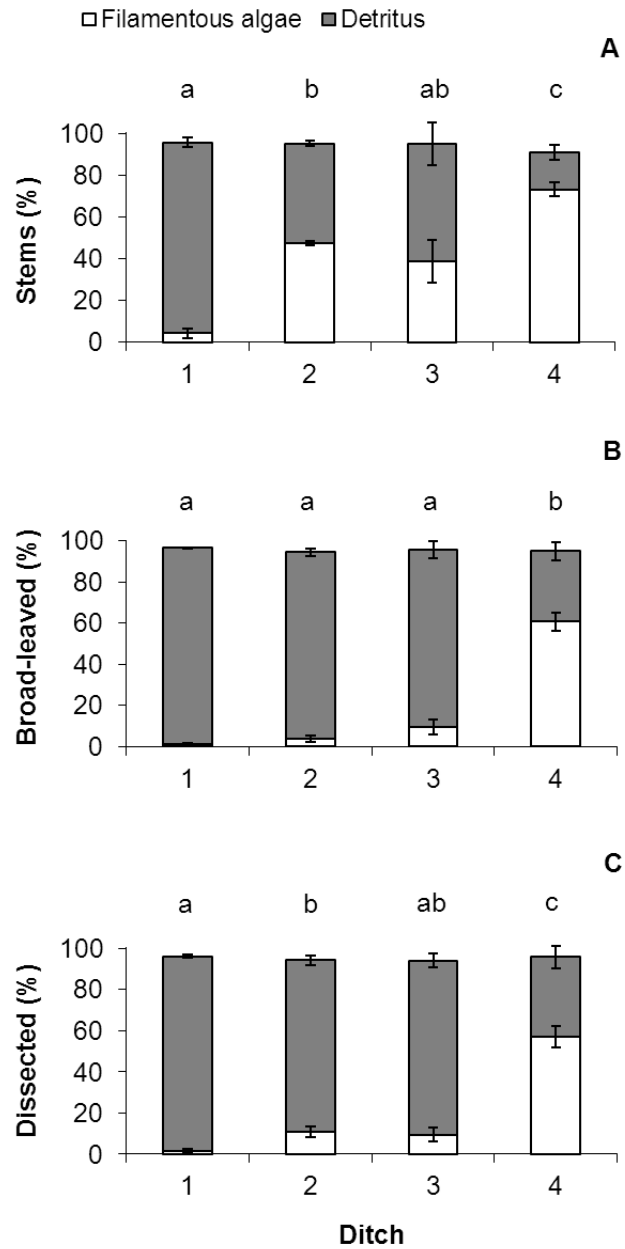 Filamentous algae Detritus
A
a b ab c
Stems (%)
100
80
60
40
20
0
1 2 3 4
B
a a a b
Broad-leaved (%)
100
80
60
40
20
0
1 2 3 4
C
a b ab c
Dissected (%)
100
80
60
40
20
0
1 2 3 4
Ditch